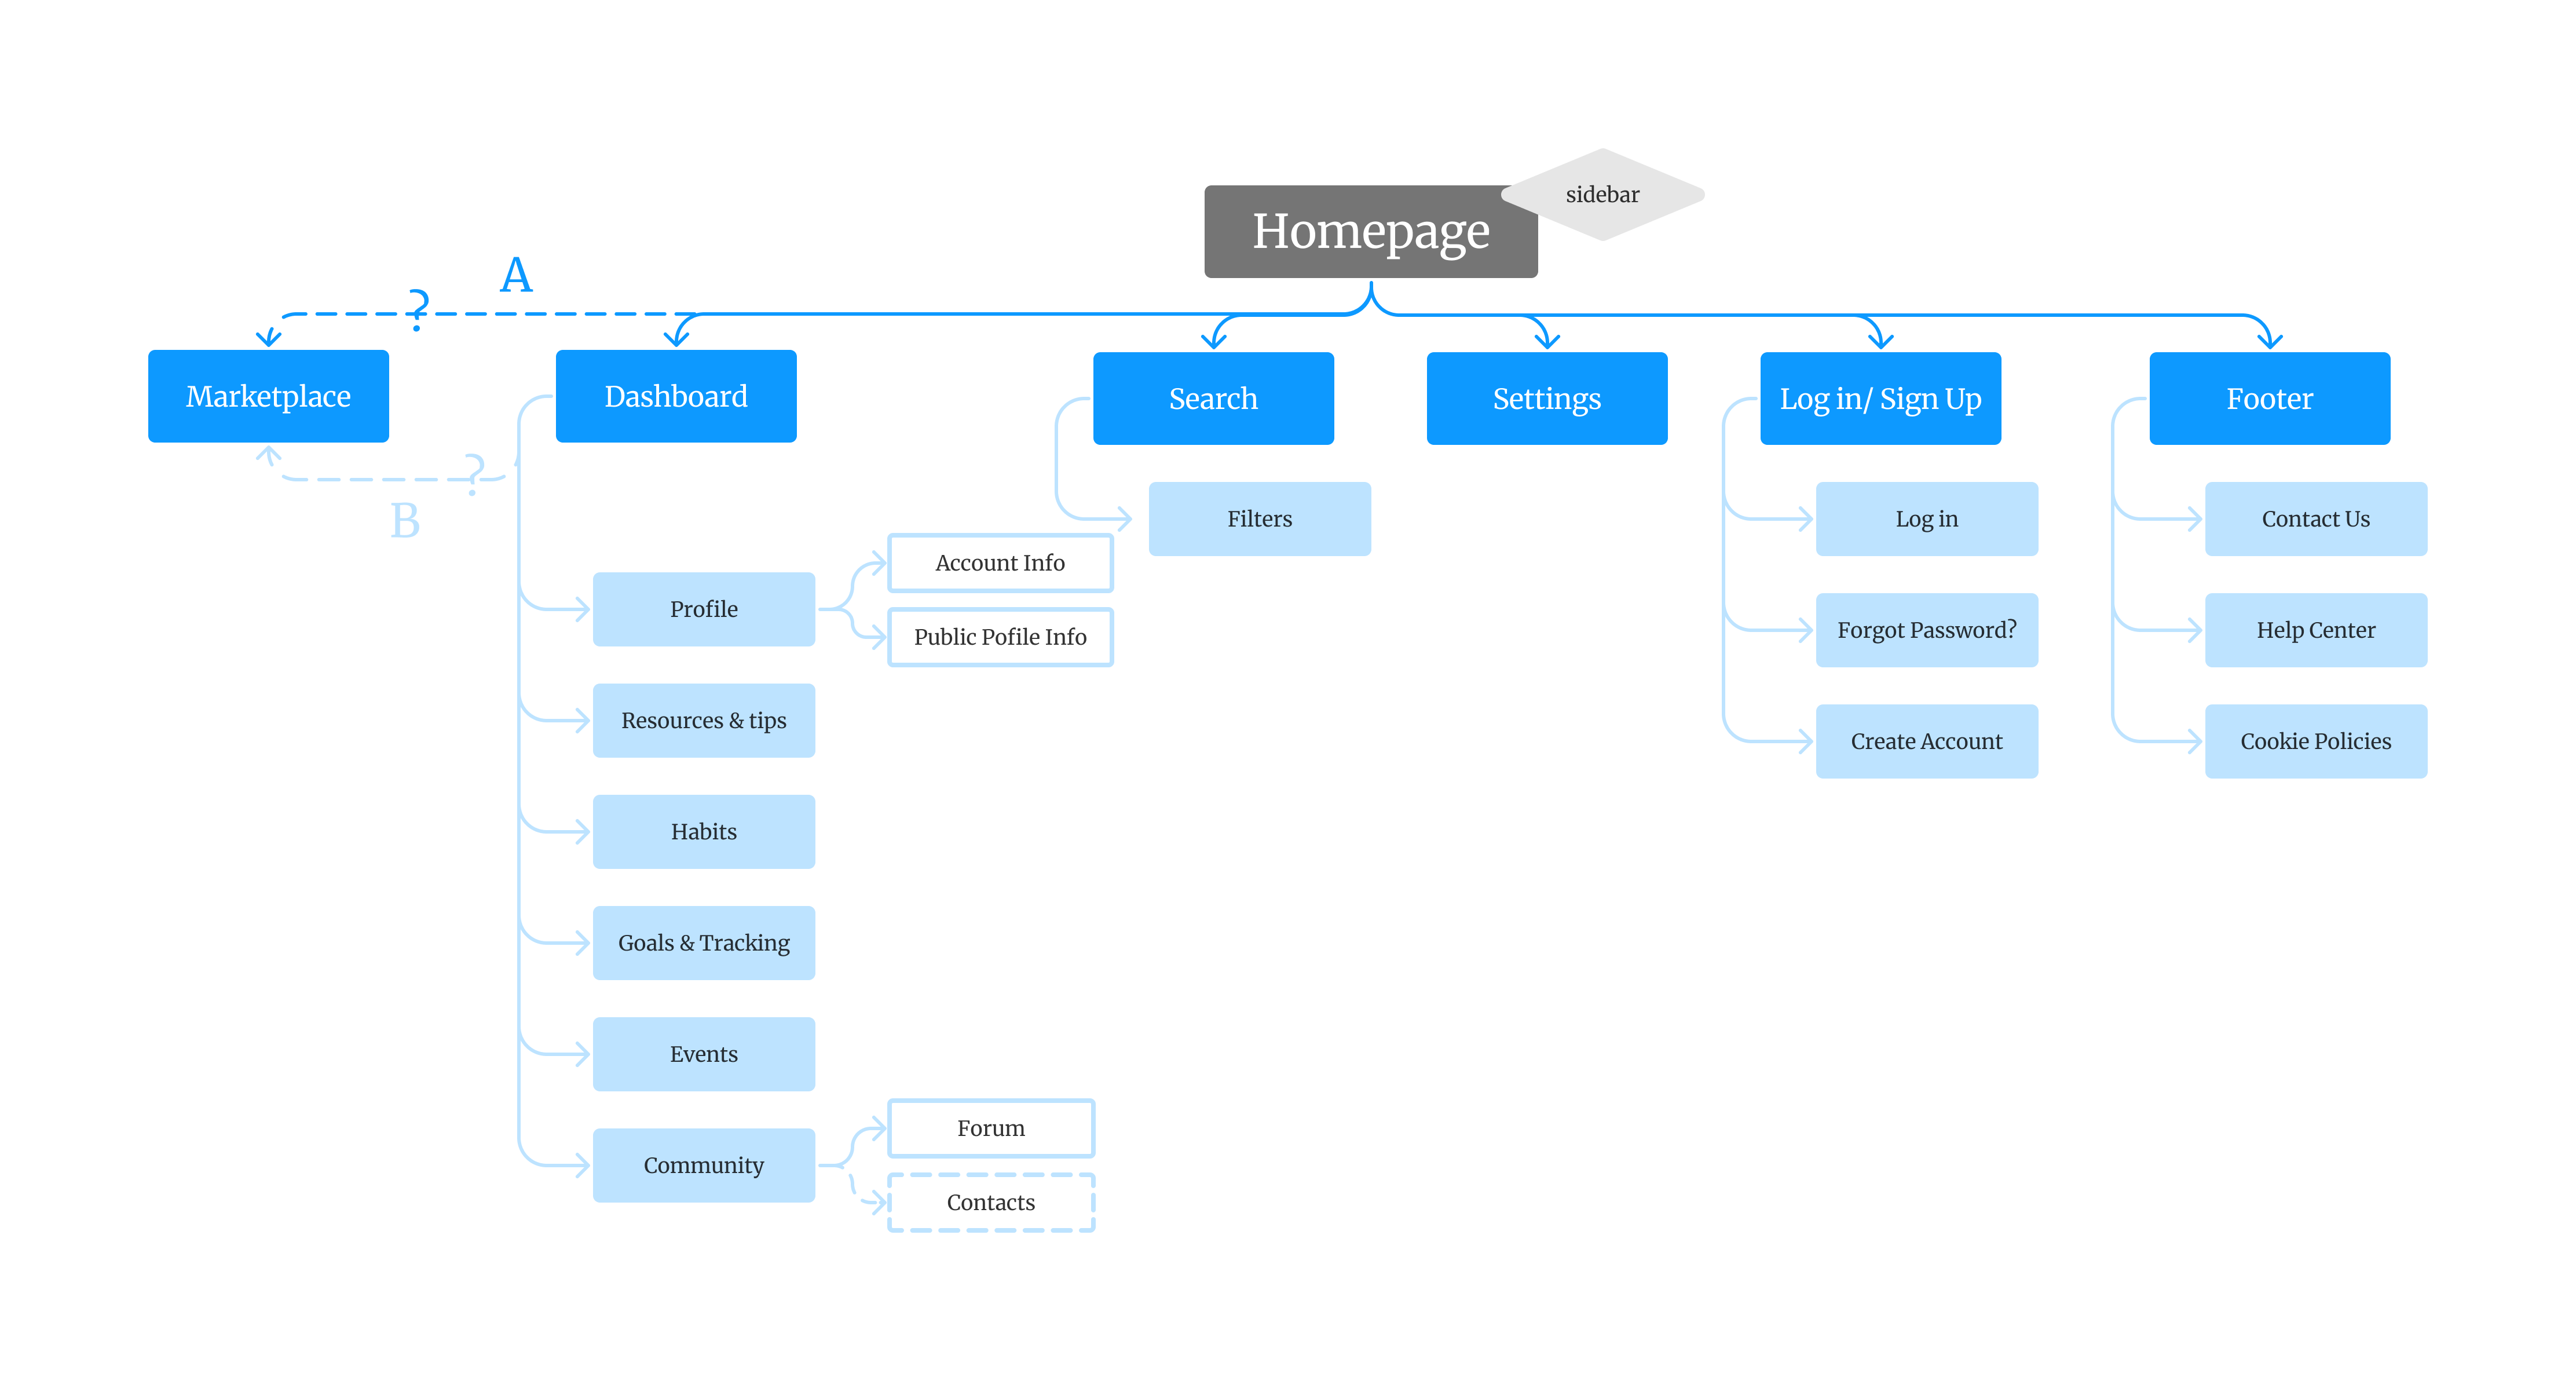 sidebar
Homepage
A
?
Marketplace
Dashboard
Search
Settings
Log in/ Sign Up
Footer
?
B
Filters
Log in
Contact Us
Account Info
Profile
Public Pofile Info
Forgot Password?
Help Center
Resources & tips
Create Account
Cookie Policies
Habits
Goals & Tracking
Events
Forum
Community
Contacts